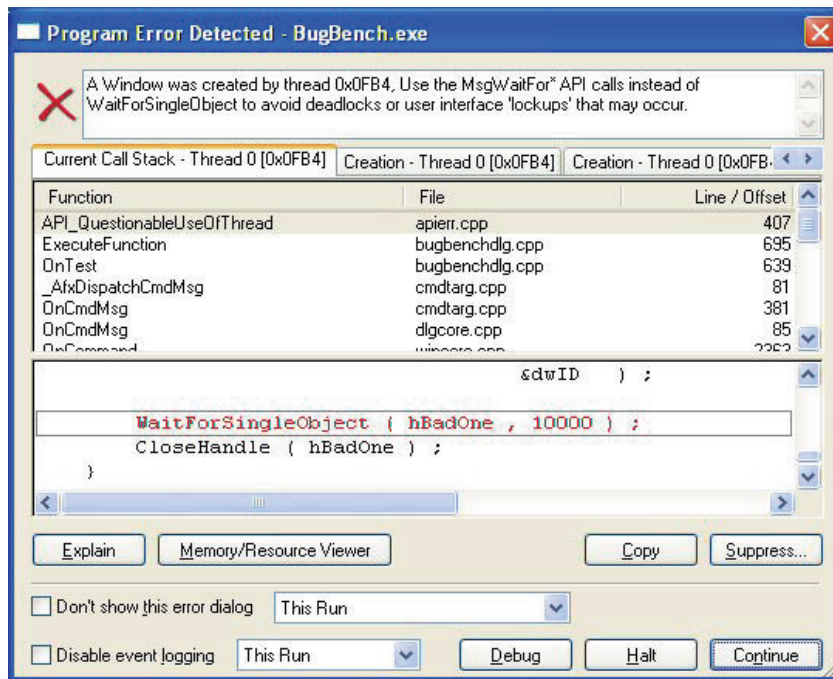 Program Error Detected - BugBench.exe
A Window was created by thread 0x0FB4, Use the MsgWaitFor* API calls instead of
WaitForSingleObject to avoid deadlocks or user interface 'lockups' that may occur.
Current Call Stack - Thread 0 [0x0FB4] Creation - Thread 0 [0x0FB4] Creation - Thread 0 [0x0FB
Function File Line / Offset
API_QuestionableUseOfThread apierr.cpp 407
ExecuteFunction bugbenchdlg.cpp 695
OnTest bugbenchdlg.cpp 639
_AfxDispatchCmdMsg cmdtarg.cpp 81
OnCmdMsg cmdtarg.cpp 381
OnCmdMsg dlgcore.cpp 85
OnCommand wincore.cpp 2363
&dwID ) ;
WaitForSingleObject ( hBadOne , 10000 ) ;
CloseHandle ( hBadOne ) ;
}
Explain Memory/Resource Viewer Copy Suppress...
Don't show this error dialog This Run
Disable event logging This Run Debug Halt Continue